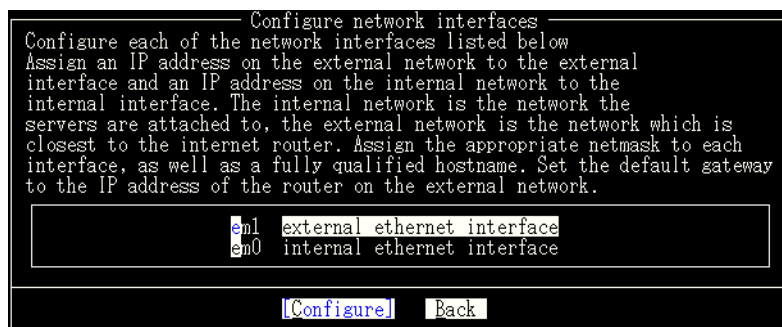 Configure network interfaces
Configure each of the network interfaces listed below
Assign an IP address on the external network to the external
interface and an IP address on the internal network to the
internal interface. The internal network is the network the
servers are attached to, the external network is the network which is
closest to the internet router. Assign the appropriate netmask to each
interface, as well as a fully qualified hostname. Set the default gateway
to the IP address of the router on the external network.
em1 external ethernet interface
em0 internal ethernet interface
[Configure] Back